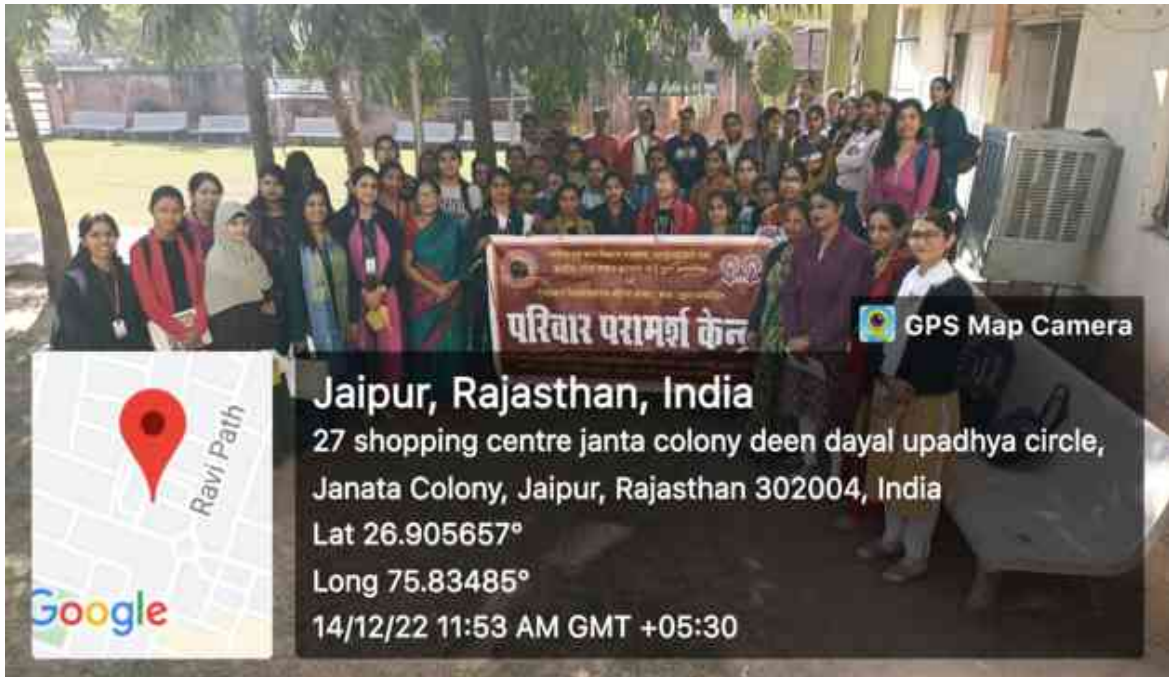 परिवार परामर्श केन्द्र
GPS Map Camera
Jaipur, Rajasthan, India
27 shopping centre janta colony deen dayal upadhya circle,
Janata Colony, Jaipur, Rajasthan 302004, India
Lat 26.905657°
Long 75.83485°
14/12/22 11:53 AM GMT +05:30
Ravi Path
Google